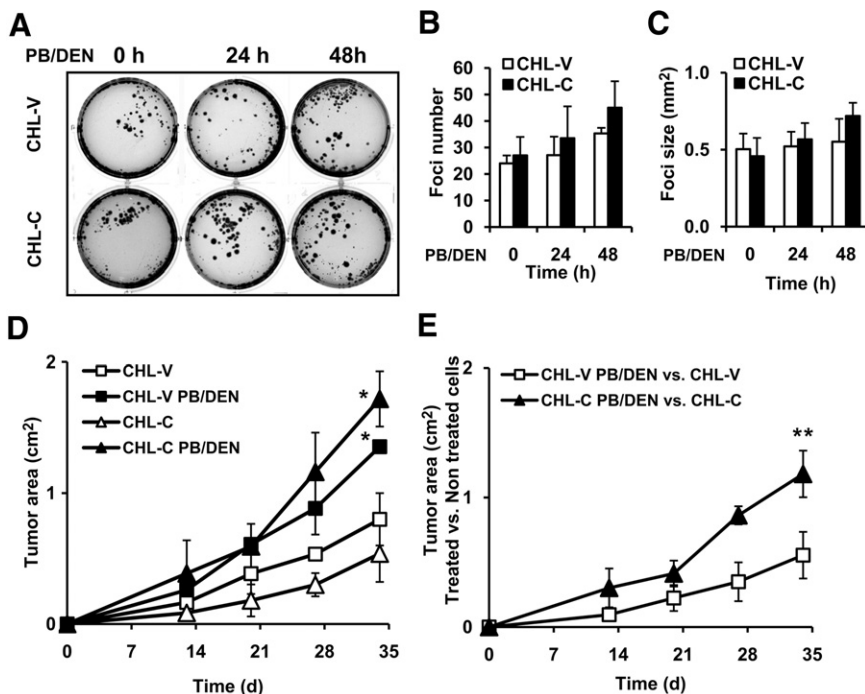 A
PB/DEN 0 h 24 h 48h
CHL-V
CHL-C
B
CHL-V
CHL-C
60
50
40
30
20
10
0
Foci number
PB/DEN 0 24 48
Time (h)
C
CHL-V
CHL-C
1.0
0.5
0.0
Foci size (mm²)
0 24 48
Time (h)
D
CHL-V
CHL-V PB/DEN
CHL-C
CHL-C PB/DEN
2
1
0
Tumor area (cm²)
*
*
0 7 14 21 28 35
Time (d)
E
CHL-V PB/DEN vs. CHL-V
CHL-C PB/DEN vs. CHL-C
2
1
0
Tumor area (cm²)
Treated vs. Non treated cells
**
0 7 14 21 28 35
Time (d)